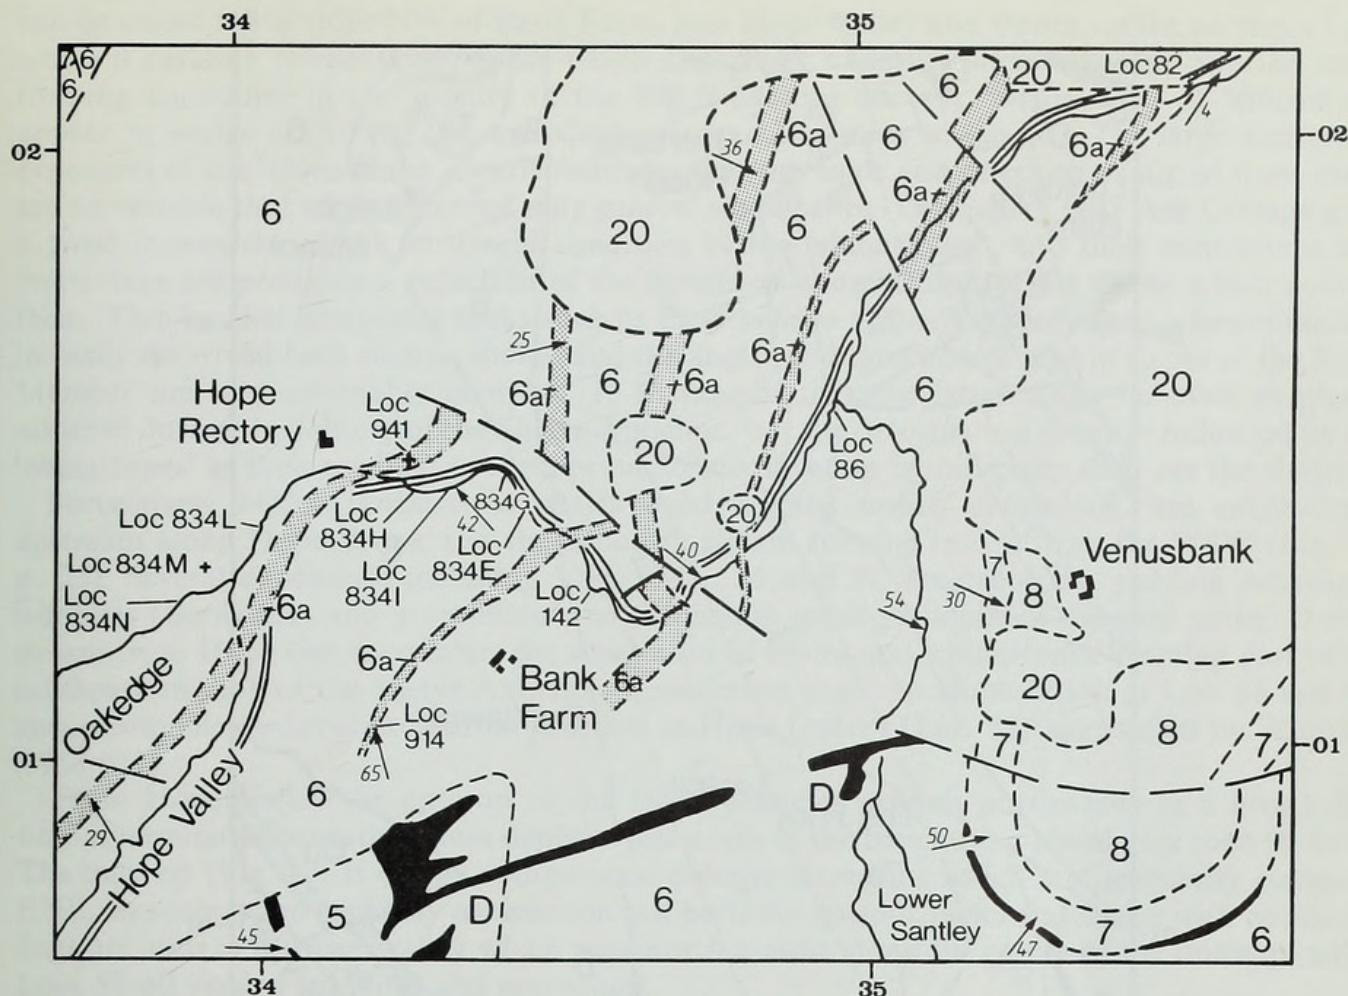 34
35
7
6
6
6
20
Loc 82
4
02
02
6a
36
6
6a
6a
6
20
6
20
25
6a
6
6a
6a
6
Hope
Rectory
Loc
941
20
Loc
86
834G
20
Loc 834L
Loc
834H
42
Loc
834E
40
Venusbank
Loc 834M
Loc
834I
Loc
142
7
8
30
54
Loc
834N
6a
6a
Bank
Farm
6a
20
Oakedge
Loc
914
8
7
7
01
01
65
6
D
29
Hope Valley
50
8
5
D
6
Lower
Santley
45
47
7
6
34
35